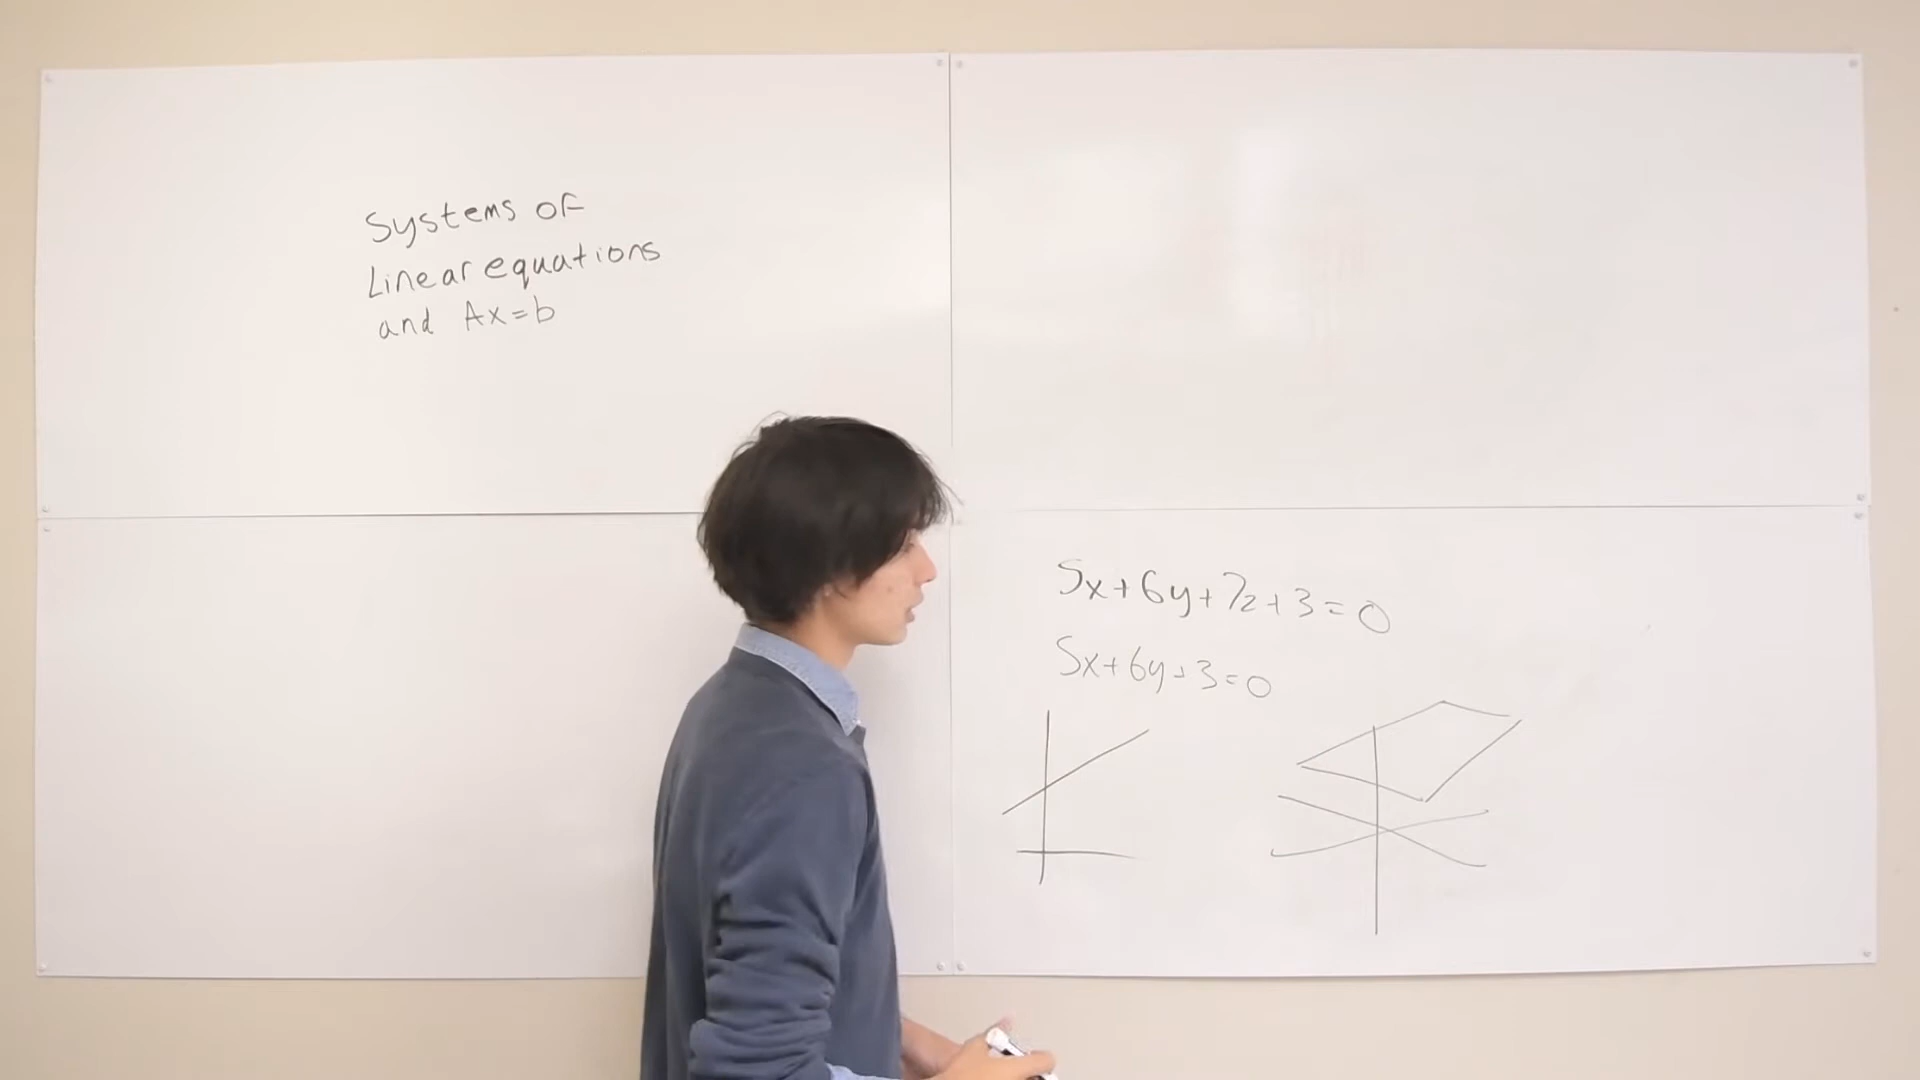 Systems of
Linear equations
and Ax=b
5x+6y+7z+3=0
5x+6y+3=0